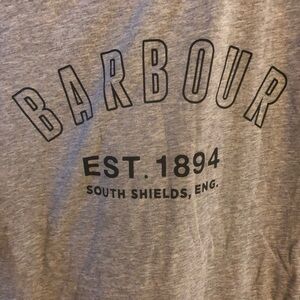 BARBOUR
EST. 1894
SOUTH SHIELDS, ENG.